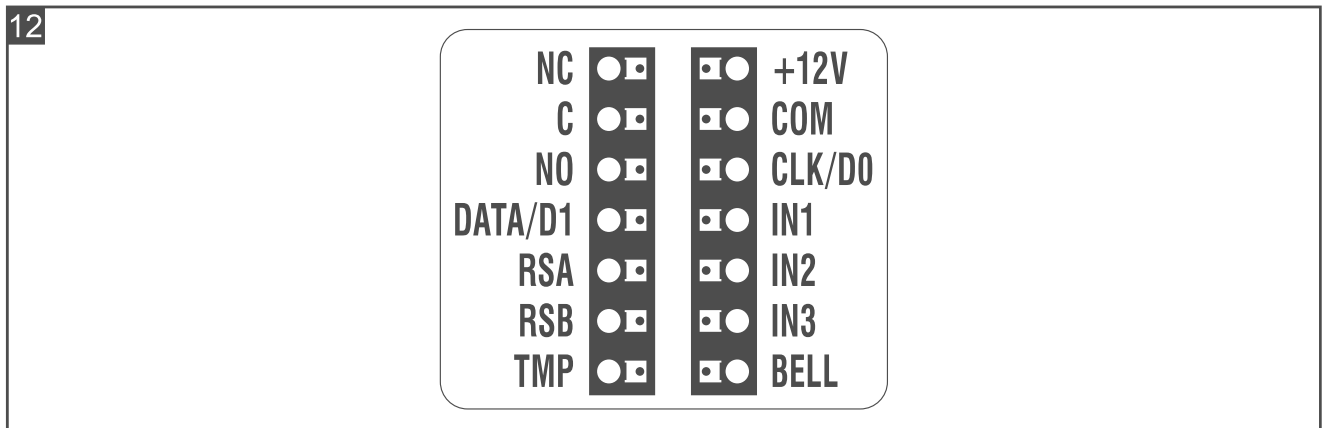 12
NC +12V
C COM
NO CLK/D0
DATA/D1 IN1
RSA IN2
RSB IN3
TMP BELL